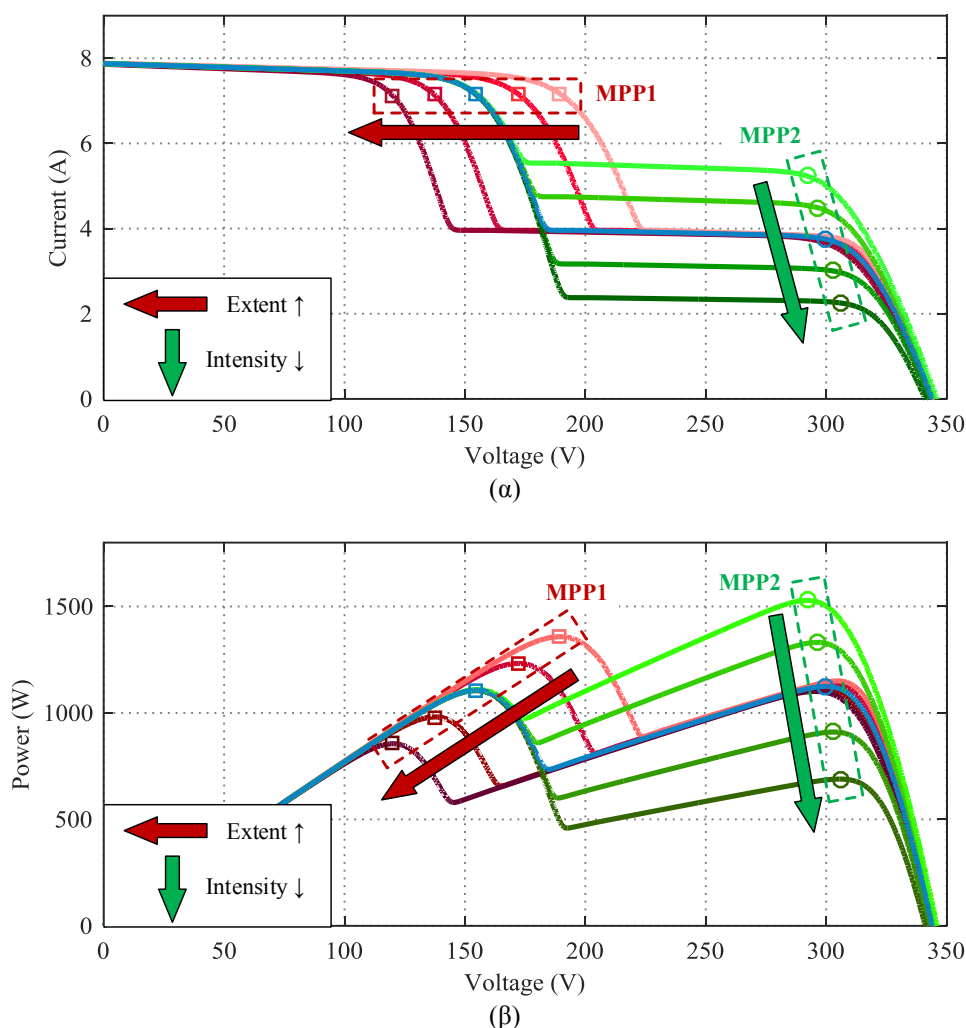 8
6
4
2
0
Current (A)
MPP1
MPP2
Extent ↑
Intensity ↓
0 50 100 150 200 250 300 350
Voltage (V)
(α)
1500
1000
500
0
Power (W)
MPP1
MPP2
Extent ↑
Intensity ↓
0 50 100 150 200 250 300 350
Voltage (V)
(β)